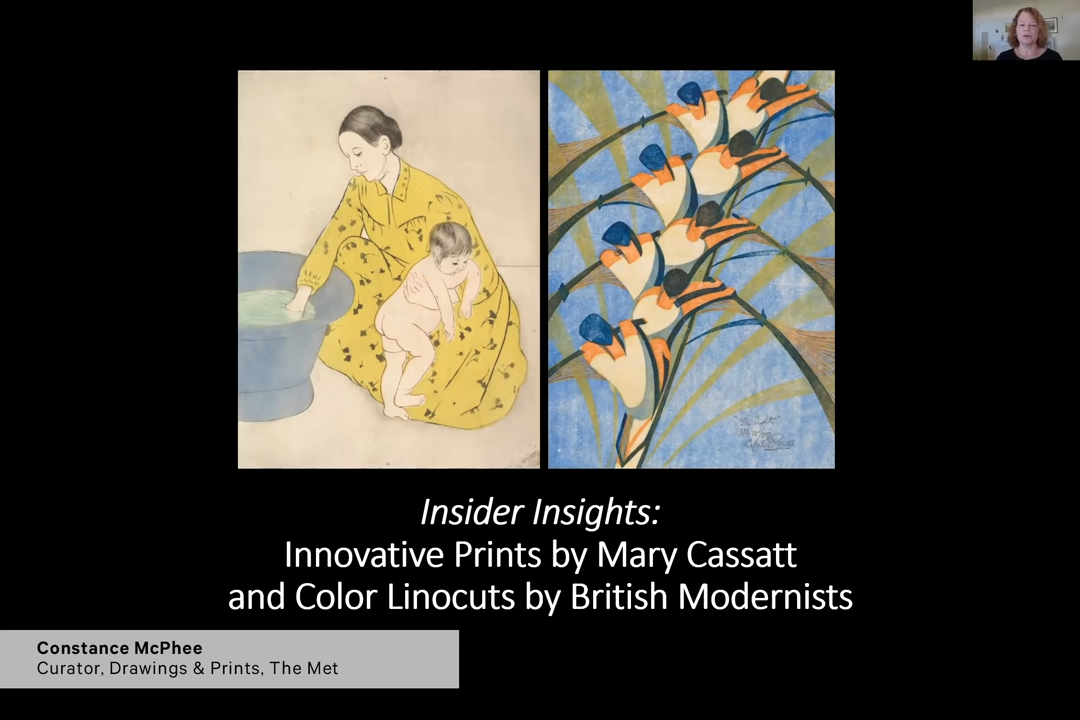 Insider Insights:
Innovative Prints by Mary Cassatt
and Color Linocuts by British Modernists
Constance McPhee
Curator, Drawings & Prints, The Met